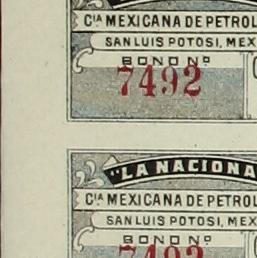 Cia MEXICANA DE PETROL
SAN LUIS POTOSI, MEX
BONO No
7492
"LA NACIONA
Cia MEXICANA DE PETROL
SAN LUIS POTOSI, MEX
BONO No
7492